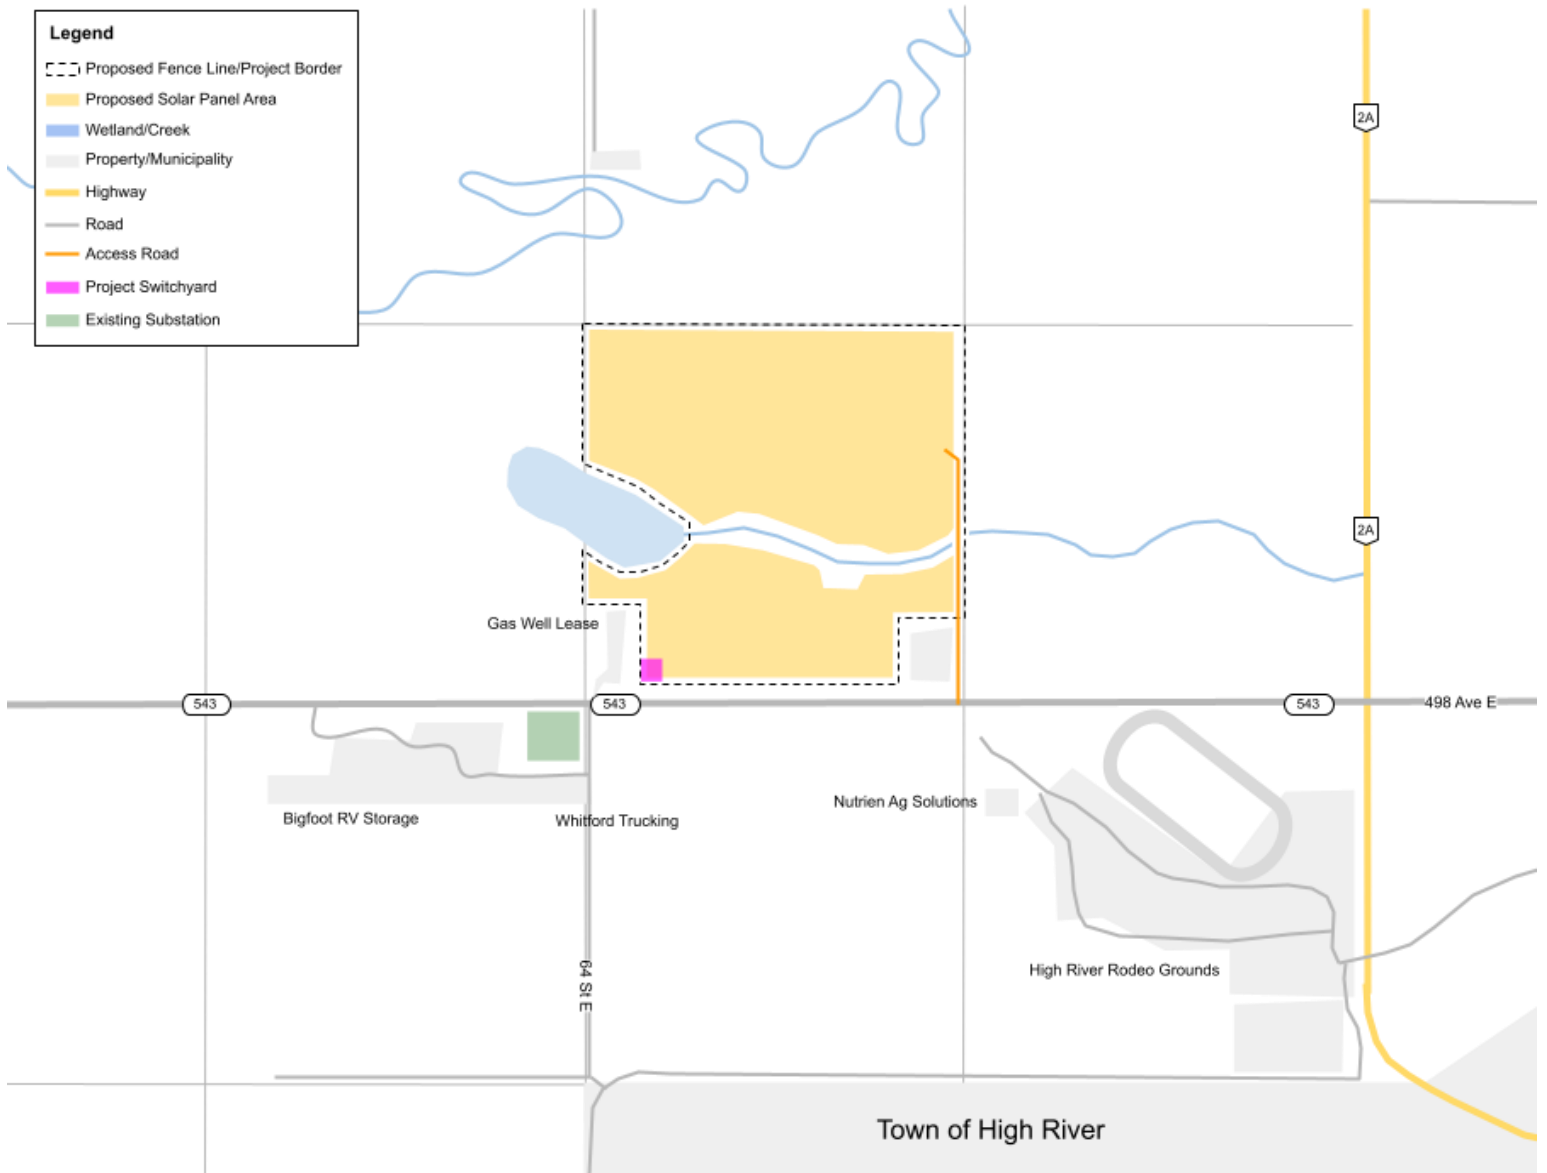 Legend
Proposed Fence Line/Project Border
Proposed Solar Panel Area
Wetland/Creek
Property/Municipality
Highway
Road
Access Road
Project Switchyard
Existing Substation
2A
2A
Gas Well Lease
543
543
543
498 Ave E
Nutrien Ag Solutions
Bigfoot RV Storage
Whitford Trucking
64 St E
High River Rodeo Grounds
Town of High River